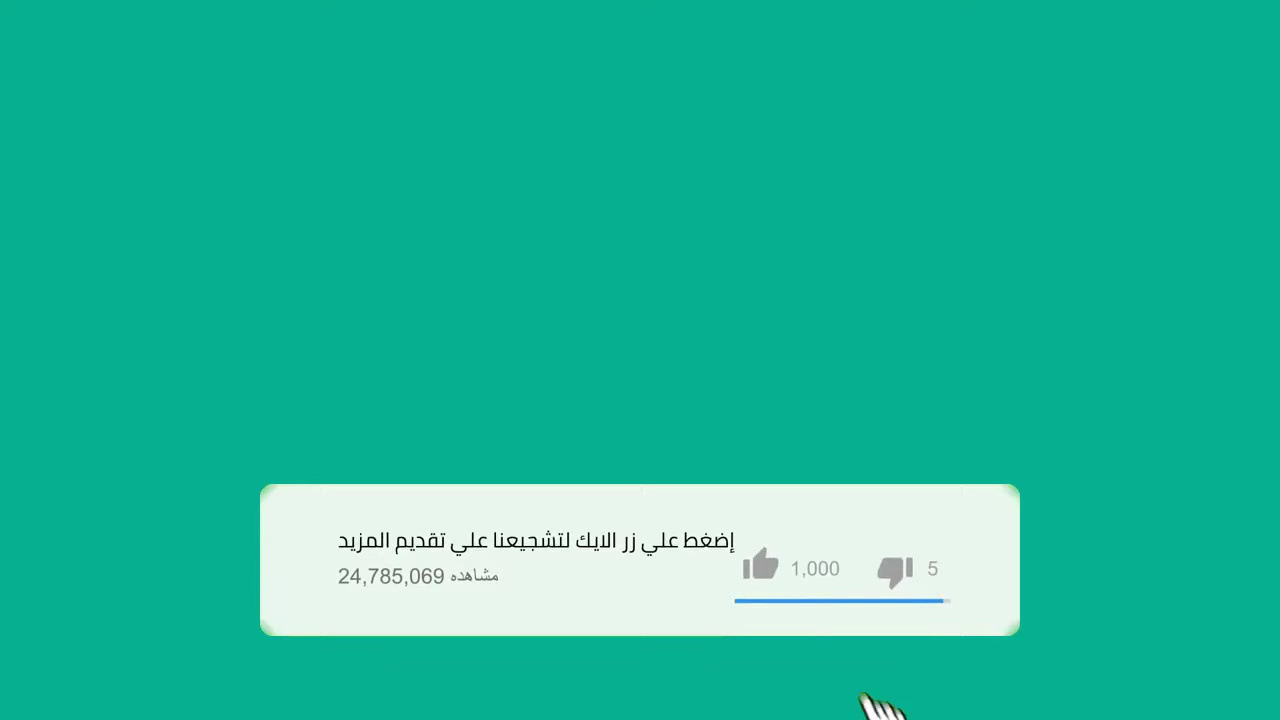 إضغط علي زر الايك لتشجيعنا علي تقديم المزيد
24,785,069 مشاهده
1,000 5